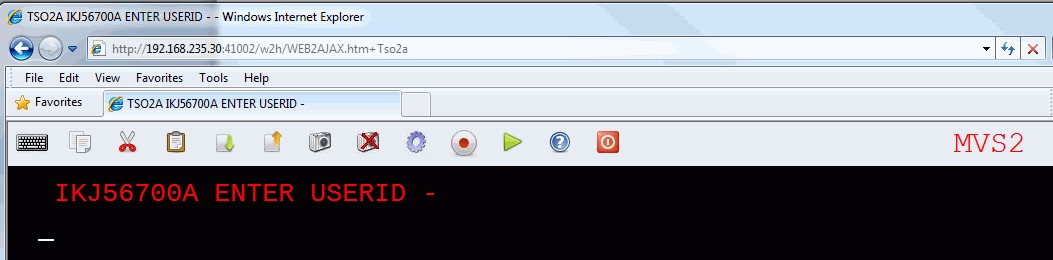 TSO2A IKJ56700A ENTER USERID - - Windows Internet Explorer
http://192.168.235.30:41002/w2h/WEB2AJAX.htm+Tso2a
File Edit View Favorites Tools Help
Favorites TSO2A IKJ56700A ENTER USERID -
MVS2
IKJ56700A ENTER USERID -